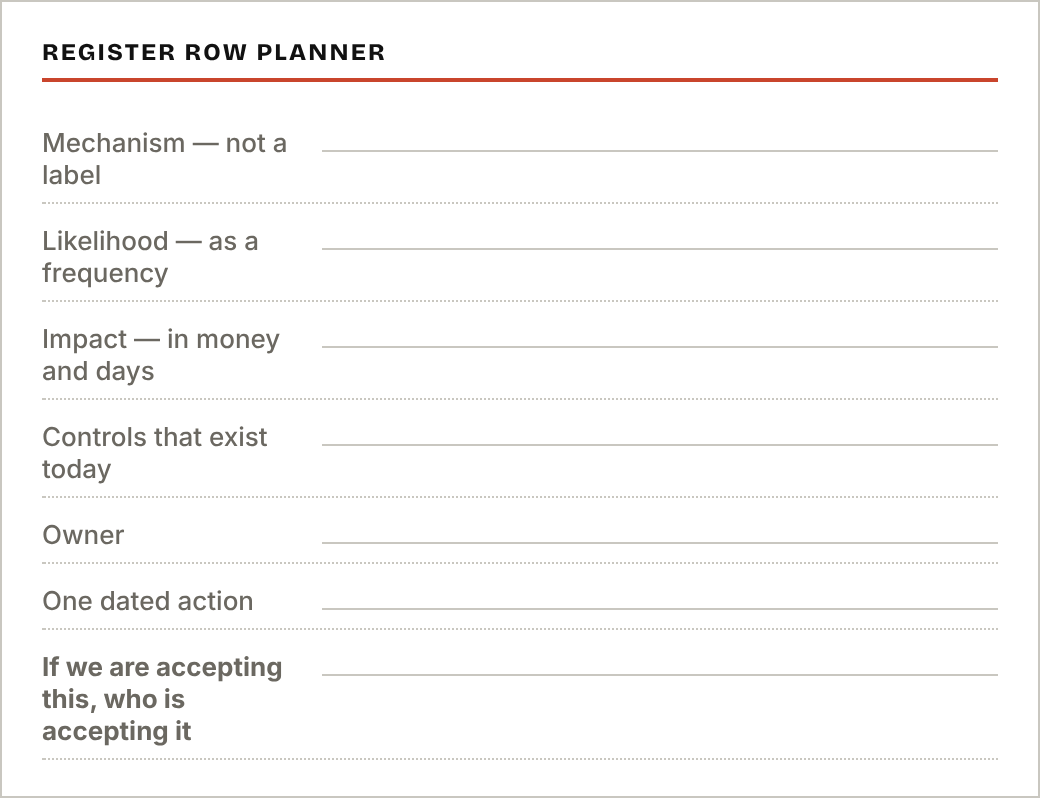 REGISTER ROW PLANNER
Mechanism — not a
label
Likelihood — as a
frequency
Impact — in money
and days
Controls that exist
today
Owner
One dated action
If we are accepting
this, who is
accepting it